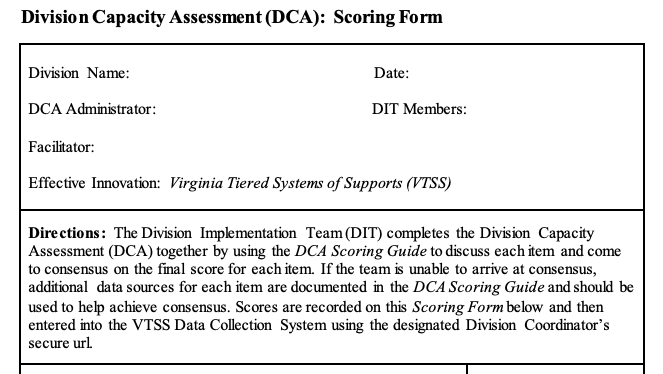 Division Capacity Assessment (DCA): Scoring Form
Division Name: Date:
DCA Administrator: DIT Members:
Facilitator:
Effective Innovation: Virginia Tiered Systems of Supports (VTSS)
Directions: The Division Implementation Team (DIT) completes the Division Capacity
Assessment (DCA) together by using the DCA Scoring Guide to discuss each item and come
to consensus on the final score for each item. If the team is unable to arrive at consensus,
additional data sources for each item are documented in the DCA Scoring Guide and should be
used to help achieve consensus. Scores are recorded on this Scoring Form below and then
entered into the VTSS Data Collection System using the designated Division Coordinator's
secure url.